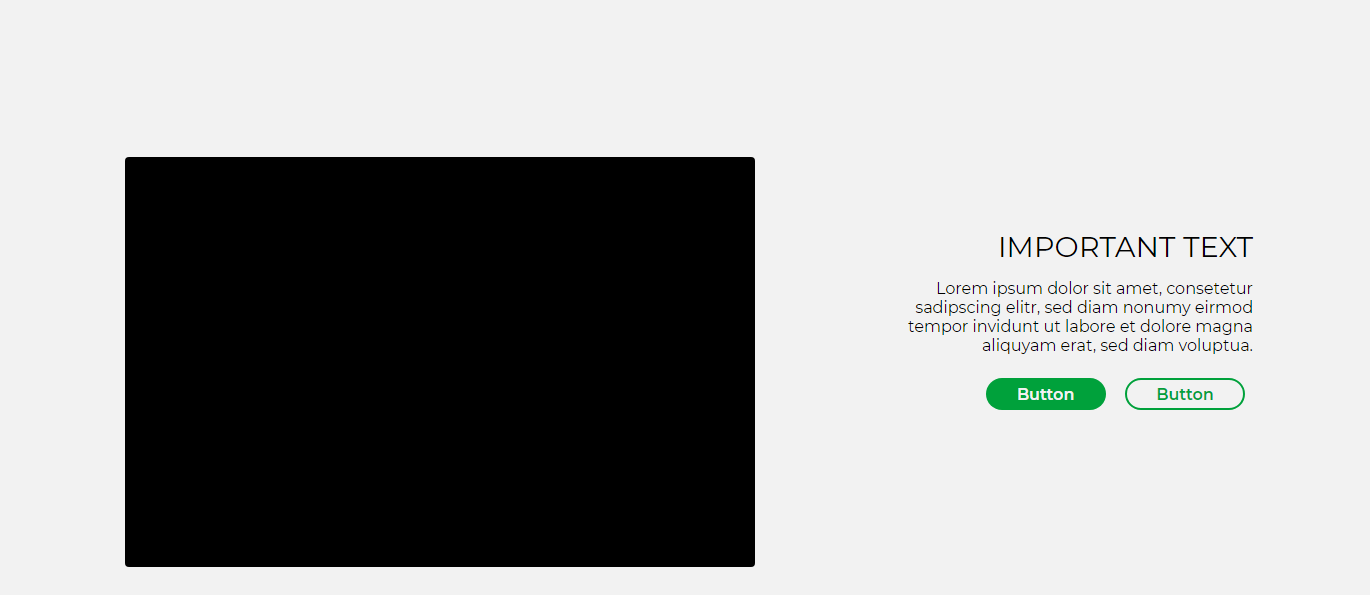 IMPORTANT TEXT
Lorem ipsum dolor sit amet, consetetur
sadipscing elitr, sed diam nonumy eirmod
tempor invidunt ut labore et dolore magna
aliquyam erat, sed diam voluptua.
Button Button